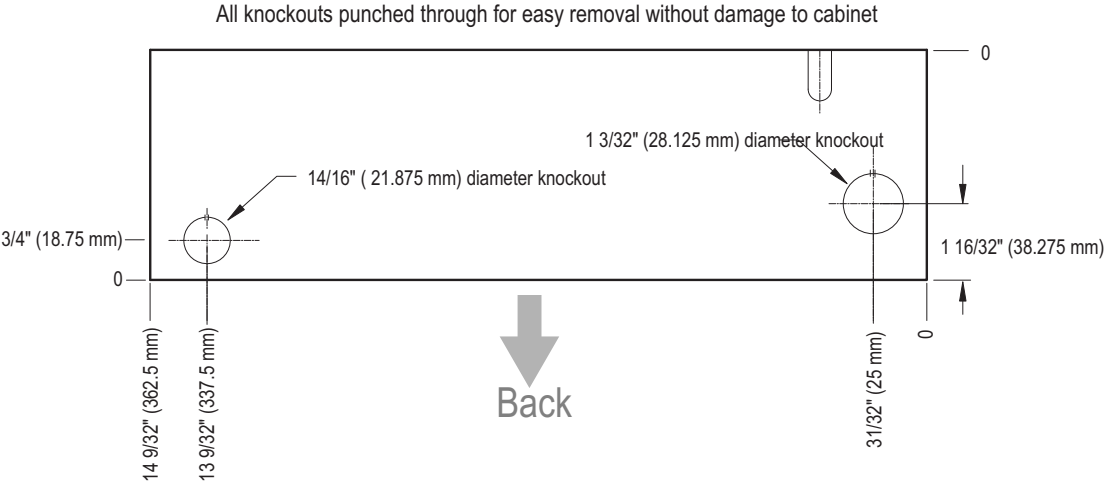 All knockouts punched through for easy removal without damage to cabinet
0
1 3/32" (28.125 mm) diameter knockout
14/16" ( 21.875 mm) diameter knockout
3/4" (18.75 mm)
1 16/32" (38.275 mm)
0
14 9/32" (362.5 mm)
13 9/32" (337.5 mm)
Back
31/32" (25 mm)
0